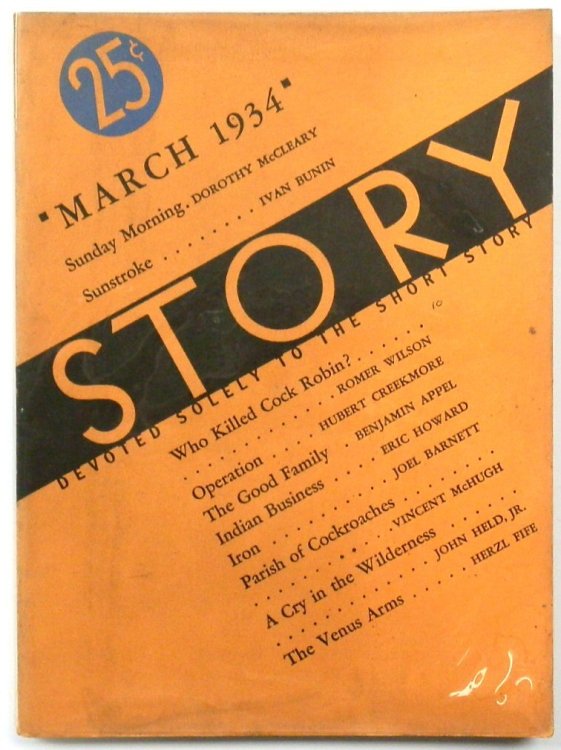 25¢
"MARCH 1934"
Sunday Morning . DOROTHY McCLEARY
Sunstroke . . . . . . . . IVAN BUNIN
STORY
DEVOTED SOLELY TO THE SHORT STORY
10
Who Killed Cock Robin? . . . . . .
. . . . . . . . . . . . ROMER WILSON
Operation . . . . HUBERT CREEKMORE
The Good Family . BENJAMIN APPEL
Indian Business . . . . ERIC HOWARD
Iron . . . . . . . . . . . JOEL BARNETT
Parish of Cockroaches . . . . . . . .
. . . . . . . . . . . VINCENT McHUGH
A Cry in the Wilderness . . . . . .
. . . . . . . . . . . . JOHN HELD, JR.
The Venus Arms . . . . . HERZL FIFE